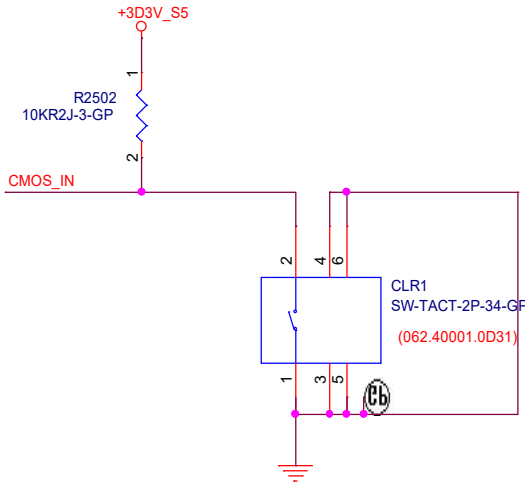 +3D3V_S5
1
R2502
10KR2J-3-GP
2
CMOS_IN
2
4
6
CLR1
SW-TACT-2P-34-GP
(062.40001.0D31)
1
3
5